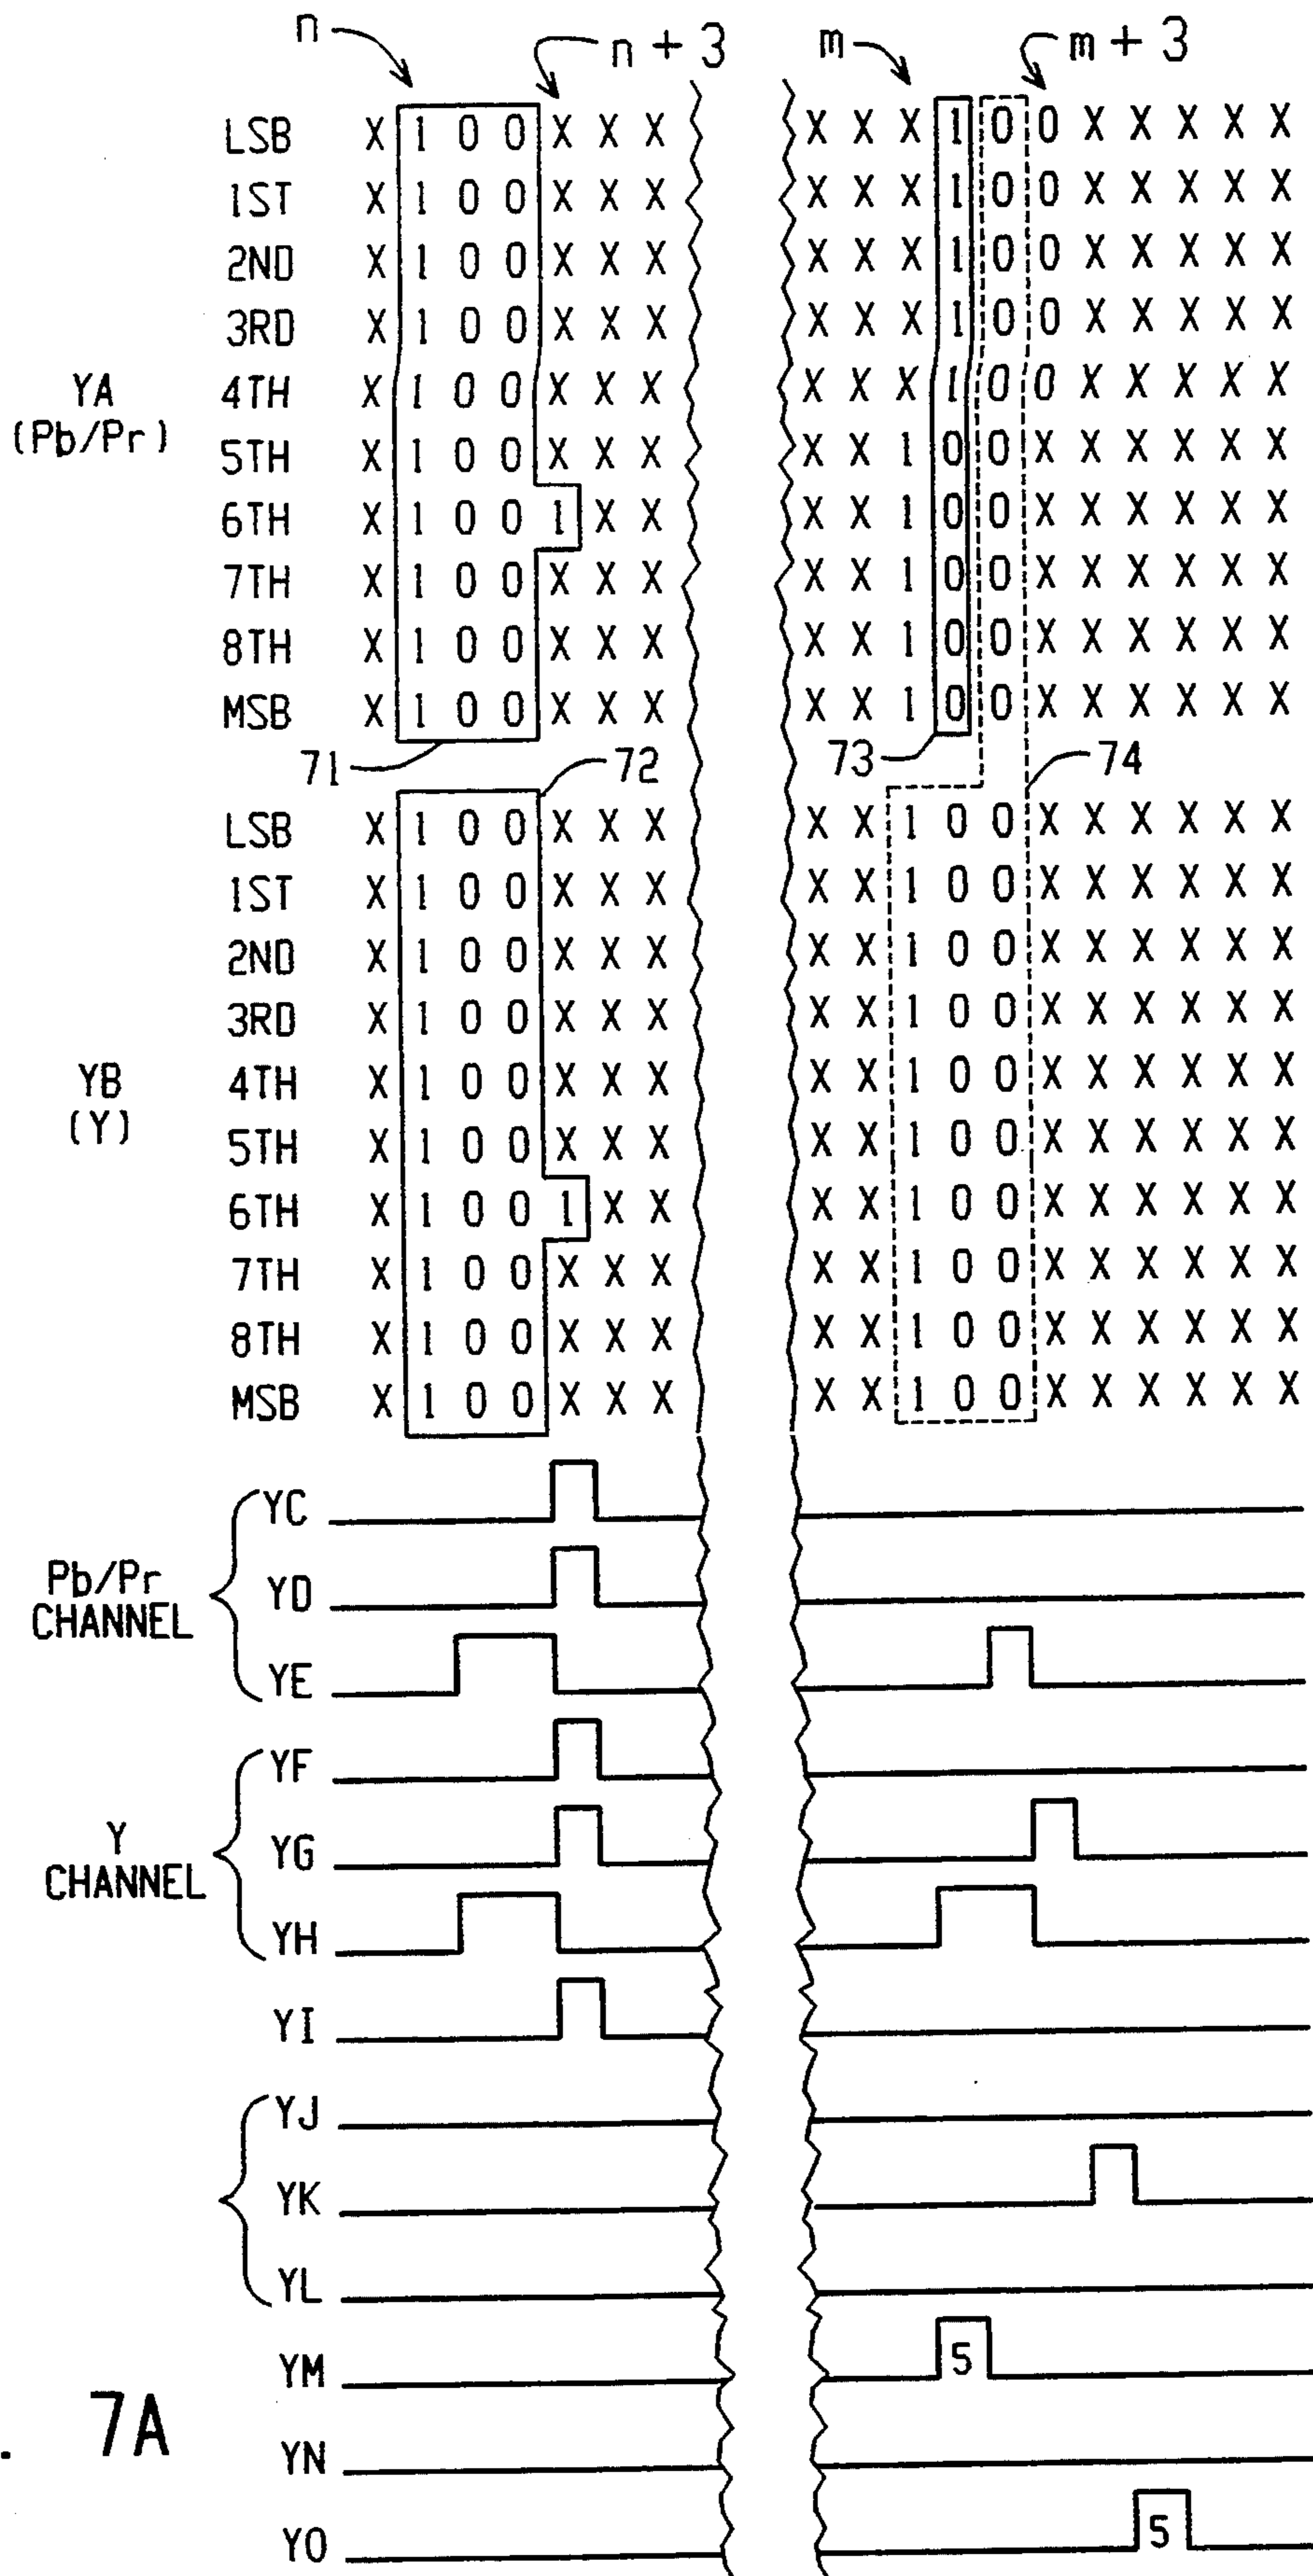 n n + 3 m m + 3
LSB X 1 0 0 X X X X X X 1 0 0 X X X X X
1ST X 1 0 0 X X X X X X 1 0 0 X X X X X
2ND X 1 0 0 X X X X X X 1 0 0 X X X X X
3RD X 1 0 0 X X X X X X 1 0 0 X X X X X
YA
(Pb/Pr)
4TH X 1 0 0 X X X X X X 1 0 0 X X X X X
5TH X 1 0 0 X X X X X 1 0 0 X X X X X X
6TH X 1 0 0 1 X X X X 1 0 0 X X X X X X
7TH X 1 0 0 X X X X X 1 0 0 X X X X X X
8TH X 1 0 0 X X X X X 1 0 0 X X X X X X
MSB X 1 0 0 X X X X X 1 0 0 X X X X X X
71 72 73 74
LSB X 1 0 0 X X X X X 1 0 0 X X X X X X
1ST X 1 0 0 X X X X X 1 0 0 X X X X X X
2ND X 1 0 0 X X X X X 1 0 0 X X X X X X
3RD X 1 0 0 X X X X X 1 0 0 X X X X X X
YB
(Y)
4TH X 1 0 0 X X X X X 1 0 0 X X X X X X
5TH X 1 0 0 X X X X X 1 0 0 X X X X X X
6TH X 1 0 0 1 X X X X 1 0 0 X X X X X X
7TH X 1 0 0 X X X X X 1 0 0 X X X X X X
8TH X 1 0 0 X X X X X 1 0 0 X X X X X X
MSB X 1 0 0 X X X X X 1 0 0 X X X X X X
Pb/Pr
CHANNEL
YC
YD
YE
Y
CHANNEL
YF
YG
YH
YI
YJ
YK
YL
YM 5
. 7A
YN
YO 5